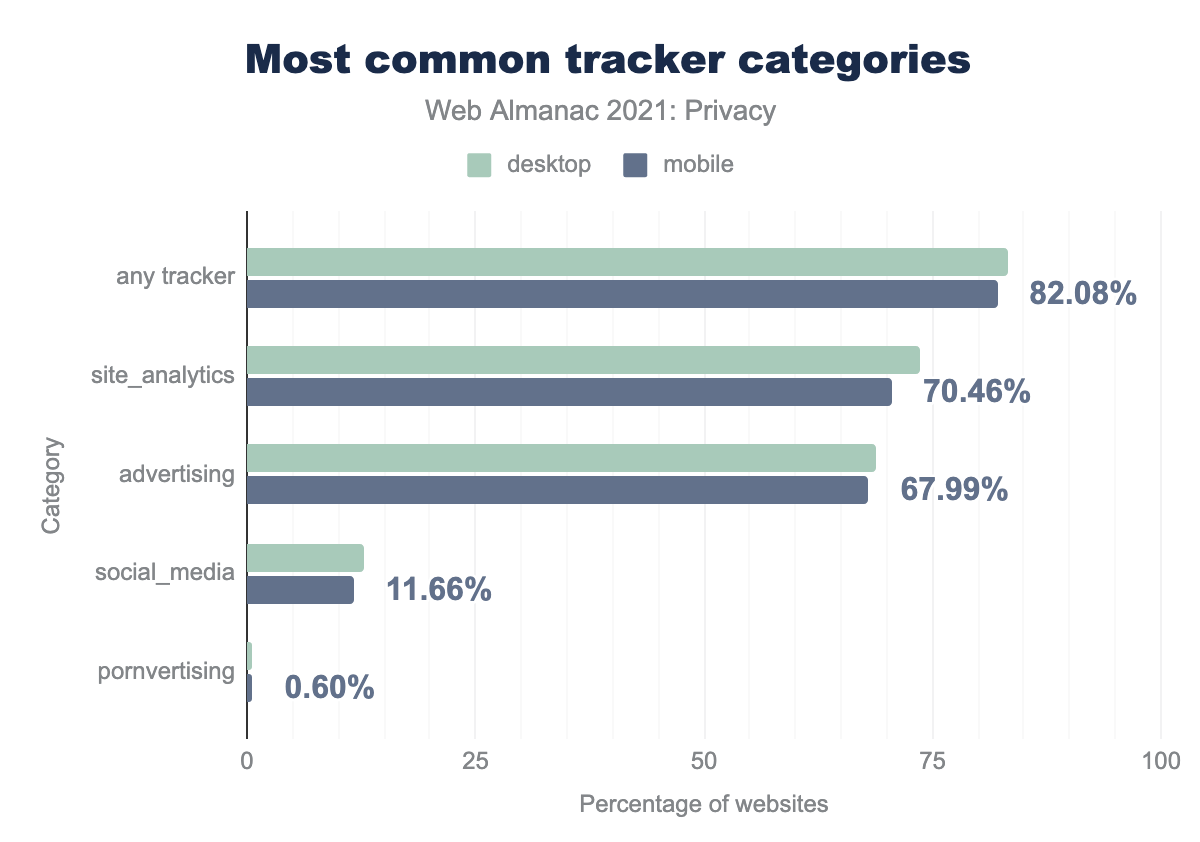 Most common tracker categories
Web Almanac 2021: Privacy
desktop mobile
any tracker 82.08%
site_analytics 70.46%
advertising 67.99%
social_media 11.66%
pornvertising 0.60%
Category
0 25 50 75 100
Percentage of websites